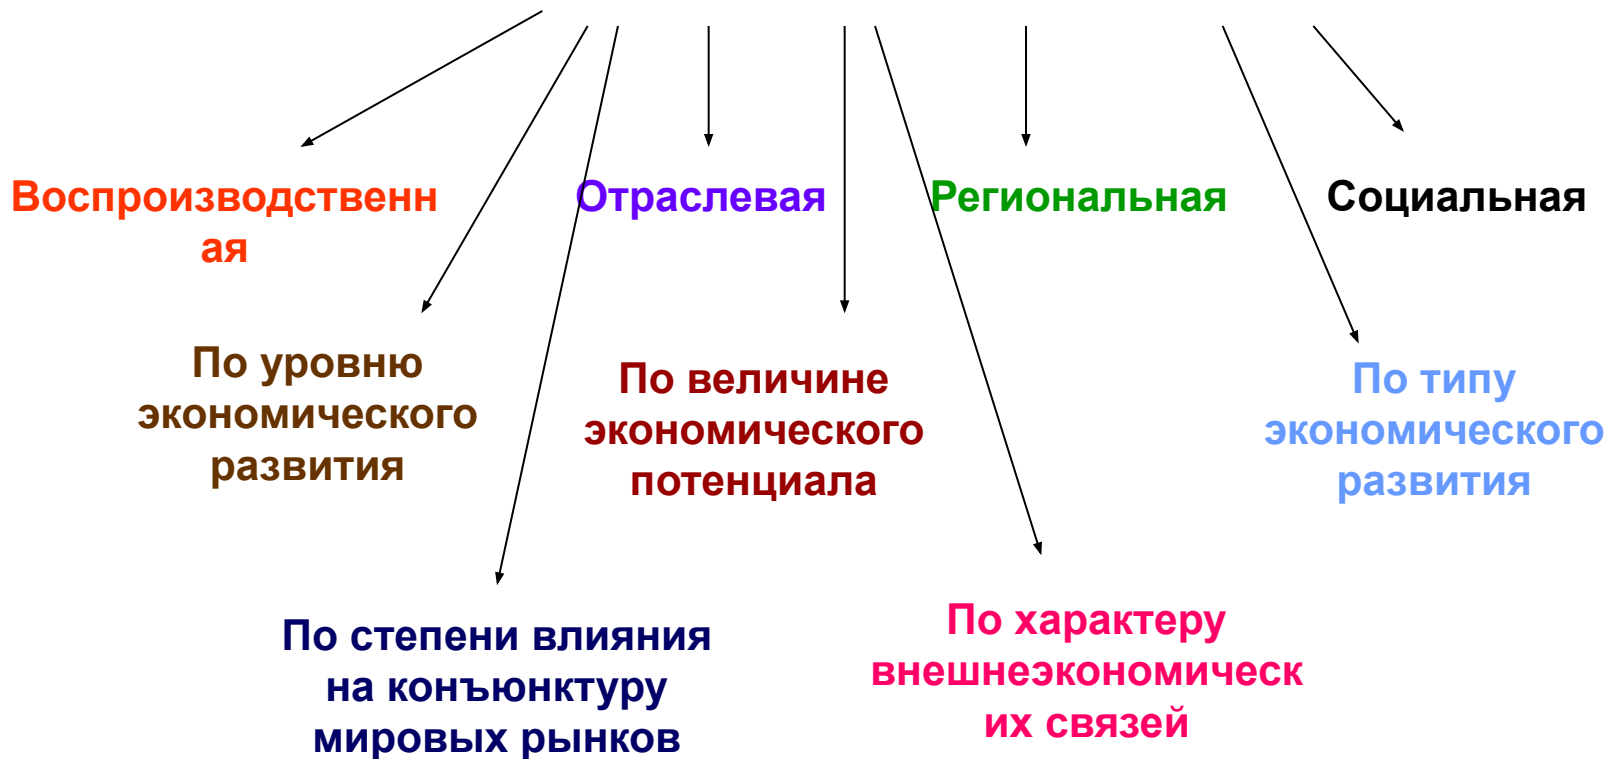 Воспроизводственн
ая
Отраслевая
Региональная
Социальная
По уровню
экономического
развития
По величине
экономического
потенциала
По типу
экономического
развития
По степени влияния
на конъюнктуру
мировых рынков
По характеру
внешнеэкономическ
их связей